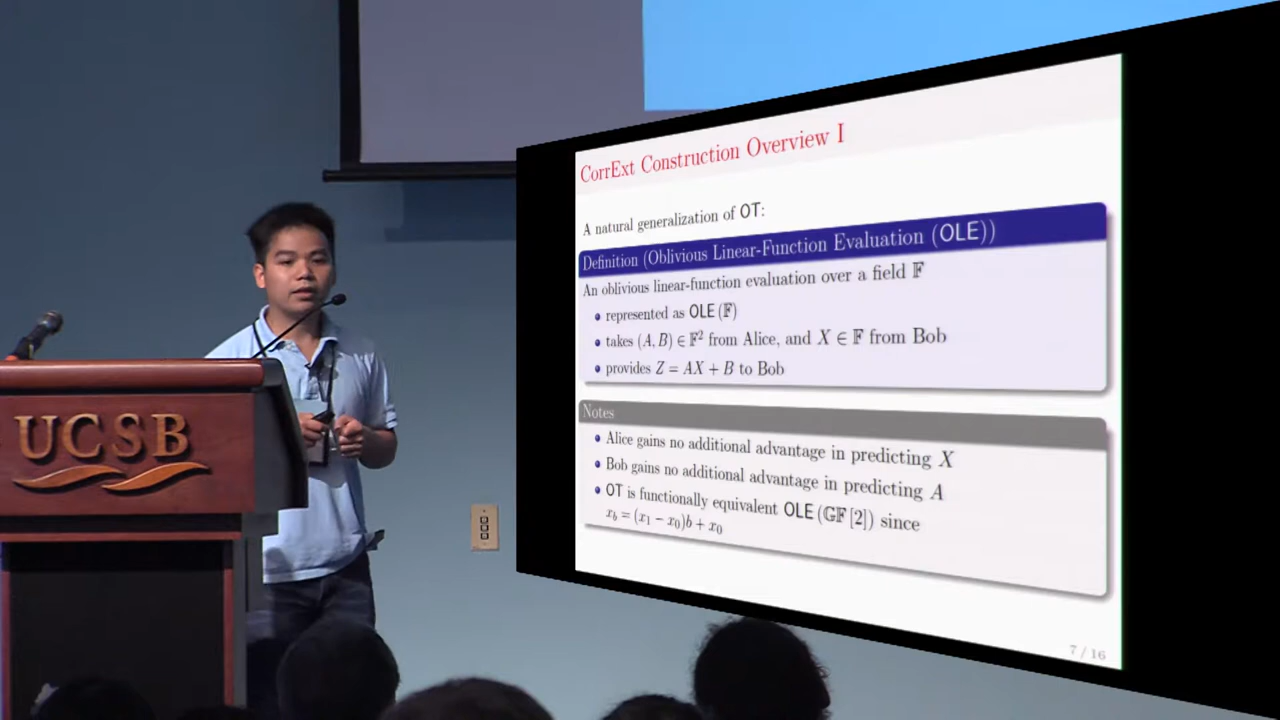 CorrExt Construction Overview I
A natural generalization of OT:
Definition (Oblivious Linear-Function Evaluation (OLE))
An oblivious linear-function evaluation over a field 𝔽
• represented as OLE (𝔽)
• takes (A, B) ∈ 𝔽² from Alice, and X ∈ 𝔽 from Bob
• provides Z = AX + B to Bob
Notes
• Alice gains no additional advantage in predicting X
• Bob gains no additional advantage in predicting A
• OT is functionally equivalent OLE (𝔾𝔽 [2]) since
x_b = (x₁ − x₀)b + x₀
7 / 16
UCSB